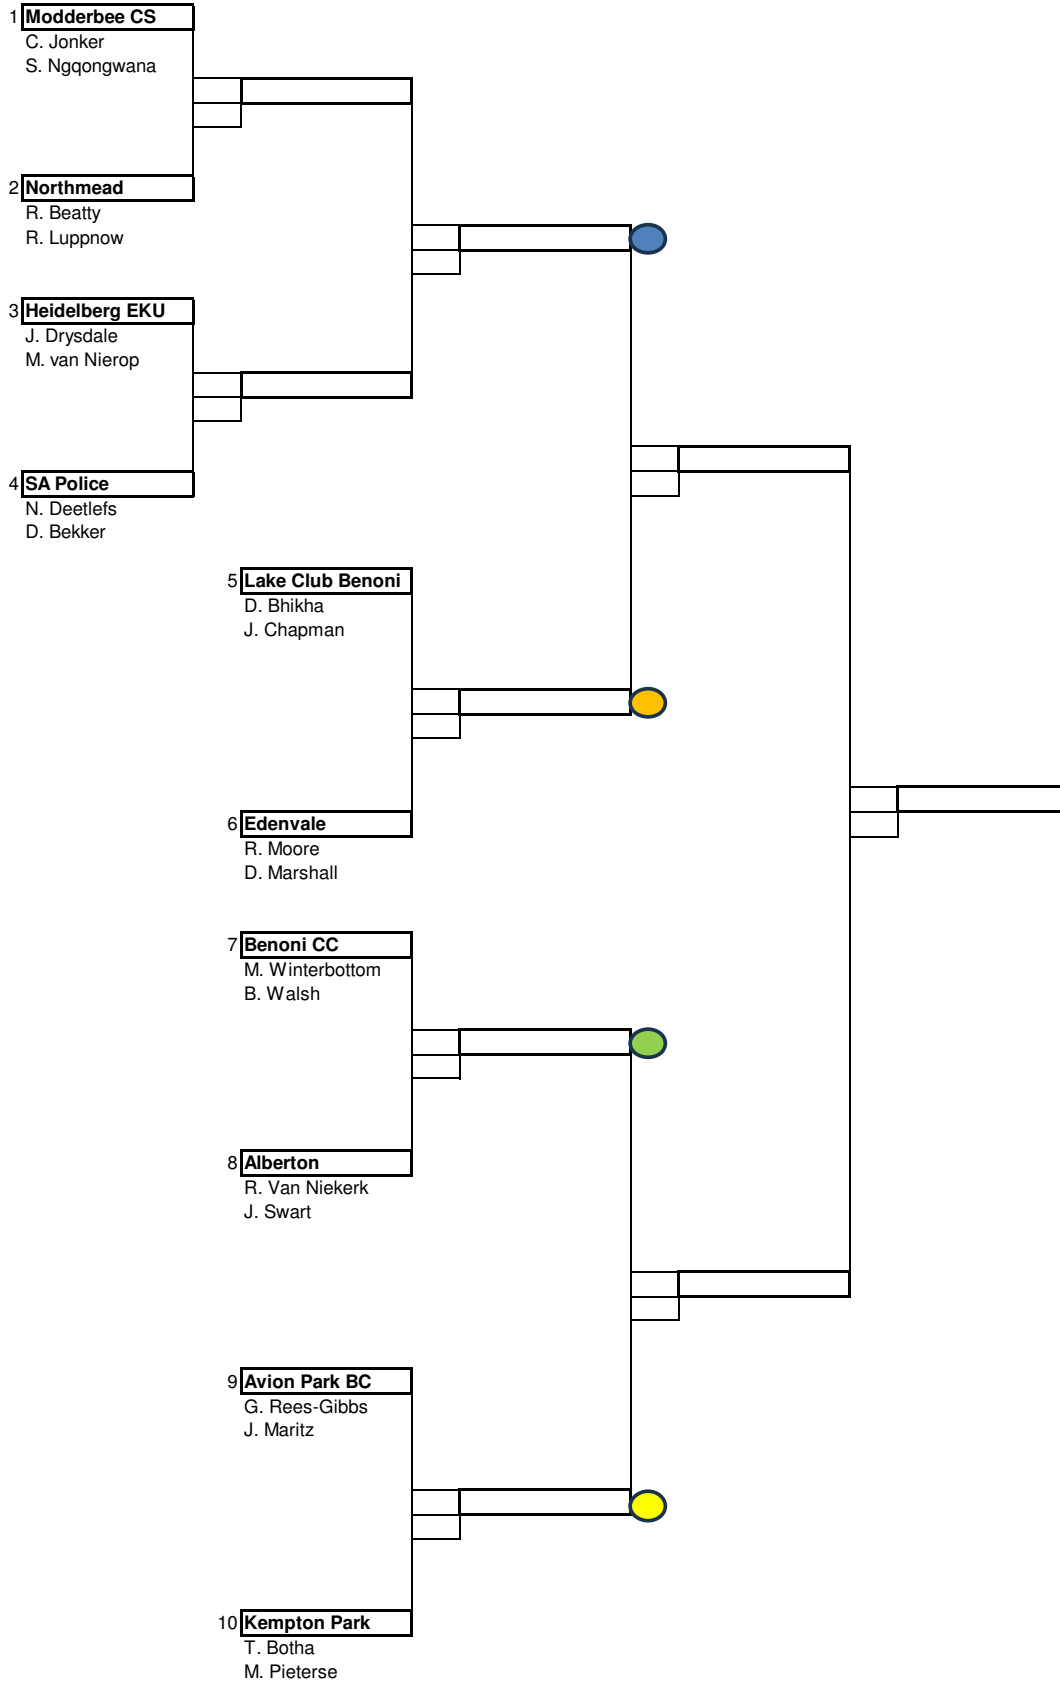 1 Modderbee CS
C. Jonker
S. Ngqongwana
2 Northmead
R. Beatty
R. Luppnow
3 Heidelberg EKU
J. Drysdale
M. van Nierop
4 SA Police
N. Deetlefs
D. Bekker
5 Lake Club Benoni
D. Bhikha
J. Chapman
6 Edenvale
R. Moore
D. Marshall
7 Benoni CC
M. Winterbottom
B. Walsh
8 Alberton
R. Van Niekerk
J. Swart
9 Avion Park BC
G. Rees-Gibbs
J. Maritz
10 Kempton Park
T. Botha
M. Pieterse